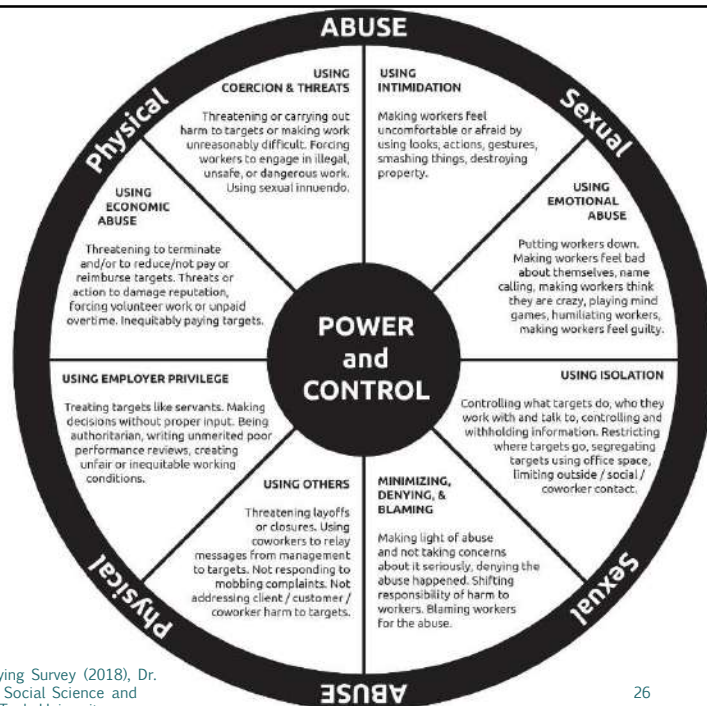 ABUSE
Physical
Sexual
USING
COERCION & THREATS
Threatening or carrying out
harm to targets or making work
unreasonably difficult. Forcing
workers to engage in illegal,
unsafe, or dangerous work.
Using sexual innuendo.
USING
INTIMIDATION
Making workers feel
uncomfortable or afraid by
using looks, actions, gestures,
smashing things, destroying
property.
USING
ECONOMIC
ABUSE
Threatening to terminate
and/or to reduce/not pay or
reimburse targets. Threats or
action to damage reputation,
forcing volunteer work or unpaid
overtime. Inequitably paying targets.
USING
EMOTIONAL
ABUSE
Putting workers down.
Making workers feel bad
about themselves, name
calling, making workers think
they are crazy, playing mind
games, humiliating workers,
making workers feel guilty.
POWER
and
CONTROL
USING EMPLOYER PRIVILEGE
Treating targets like servants. Making
decisions without proper input. Being
authoritarian, writing unmerited poor
performance reviews, creating
unfair or inequitable working
conditions.
USING ISOLATION
Controlling what targets do, who they
work with and talk to, controlling and
withholding information. Restricting
where targets go, segregating
targets using office space,
limiting outside / social /
coworker contact.
USING OTHERS
Threatening layoffs
or closures. Using
coworkers to relay
messages from management
to targets. Not responding to
mobbing complaints. Not
addressing client / customer /
coworker harm to targets.
MINIMIZING,
DENYING, &
BLAMING
Making light of abuse
and not taking concerns
about it seriously, denying the
abuse happened. Shifting
responsibility of harm to
workers. Blaming workers
for the abuse.
Physical
Sexual
ABUSE
ying Survey (2018), Dr.
Social Science and
26